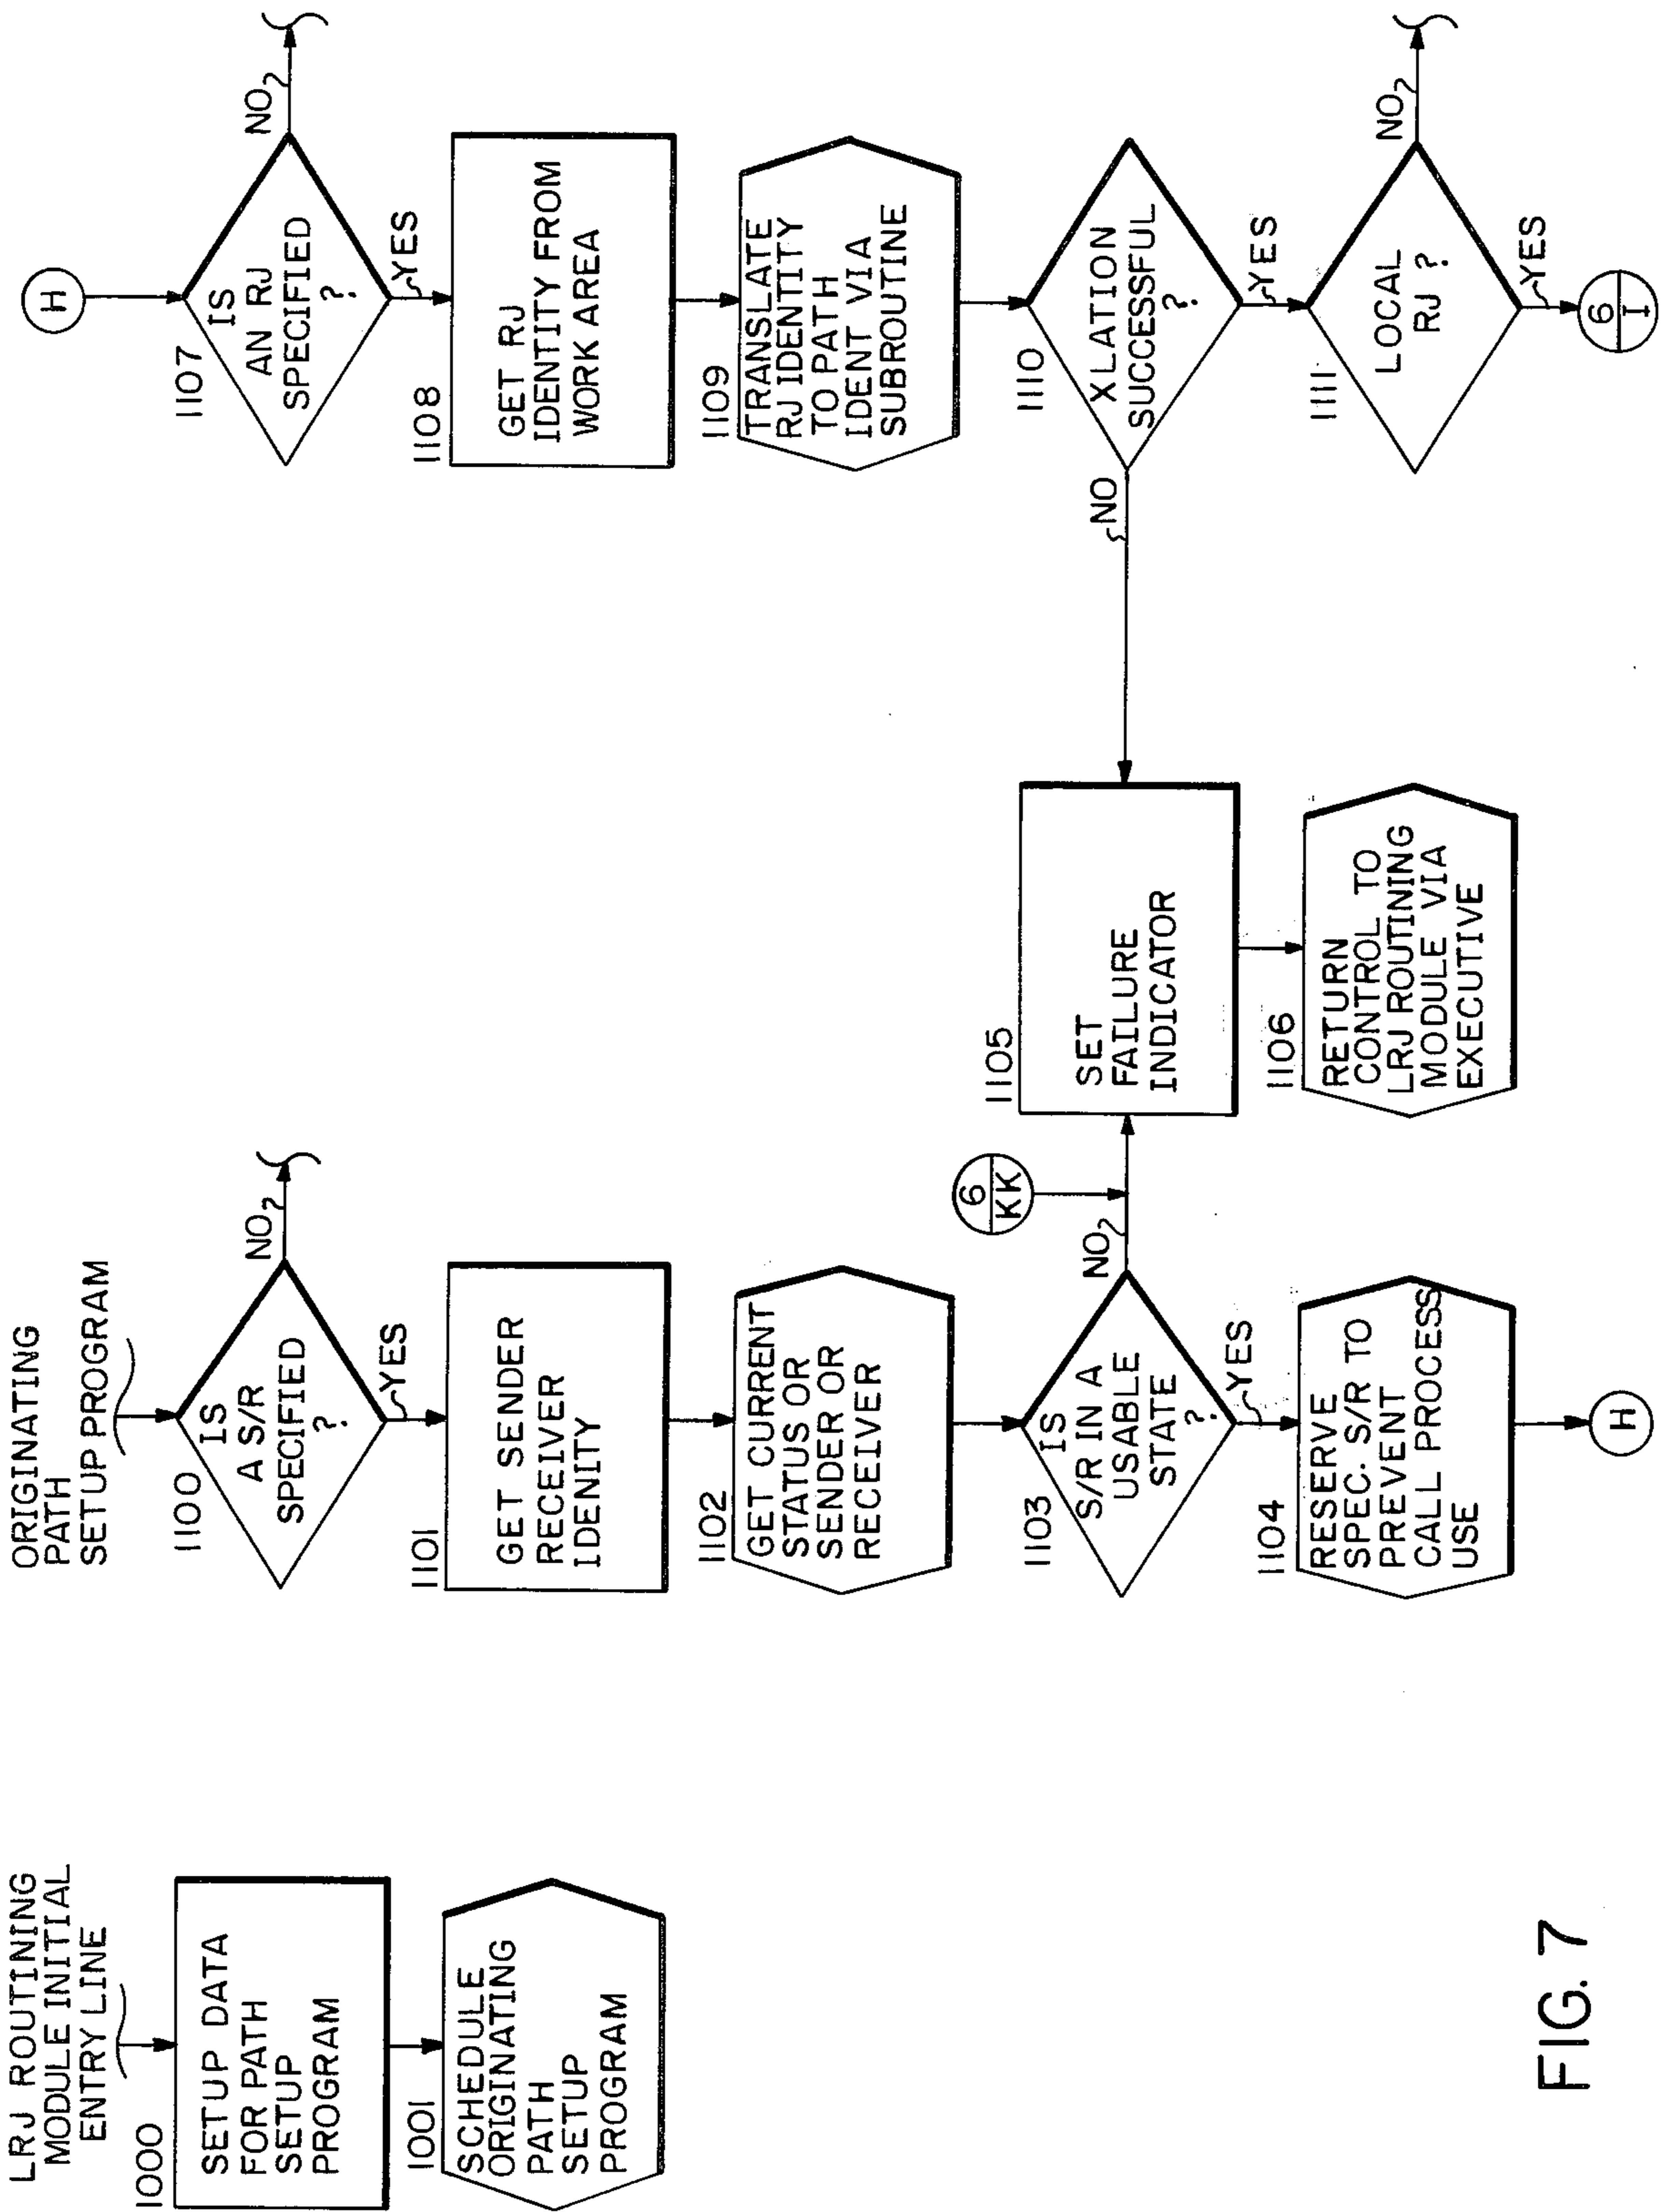 LRJ ROUTINING
MODULE INITIAL
ENTRY LINE
1000
SETUP DATA
FOR PATH
SETUP
PROGRAM
1001
SCHEDULE
ORIGINATING
PATH
SETUP
PROGRAM
ORIGINATING
PATH
SETUP PROGRAM
1100
IS
A S/R
SPECIFIED
?
NO
YES
1101
GET SENDER
RECEIVER
IDENITY
1102
GET CURRENT
STATUS OR
SENDER OR
RECEIVER
1103
IS
S/R IN A
USABLE
STATE
?
NO
YES
6
KK
1104
RESERVE
SPEC. S/R TO
PREVENT
CALL PROCESS
USE
H
1105
SET
FAILURE
INDICATOR
1106
RETURN
CONTROL TO
LRJ ROUTINING
MODULE VIA
EXECUTIVE
H
1107
IS
AN RJ
SPECIFIED
?
NO
YES
1108
GET RJ
IDENTITY FROM
WORK AREA
1109
TRANSLATE
RJ IDENTITY
TO PATH
IDENT VIA
SUBROUTINE
1110
XLATION
SUCCESSFUL
?
NO
YES
1111
LOCAL
RJ ?
NO
YES
6
I
FIG. 7